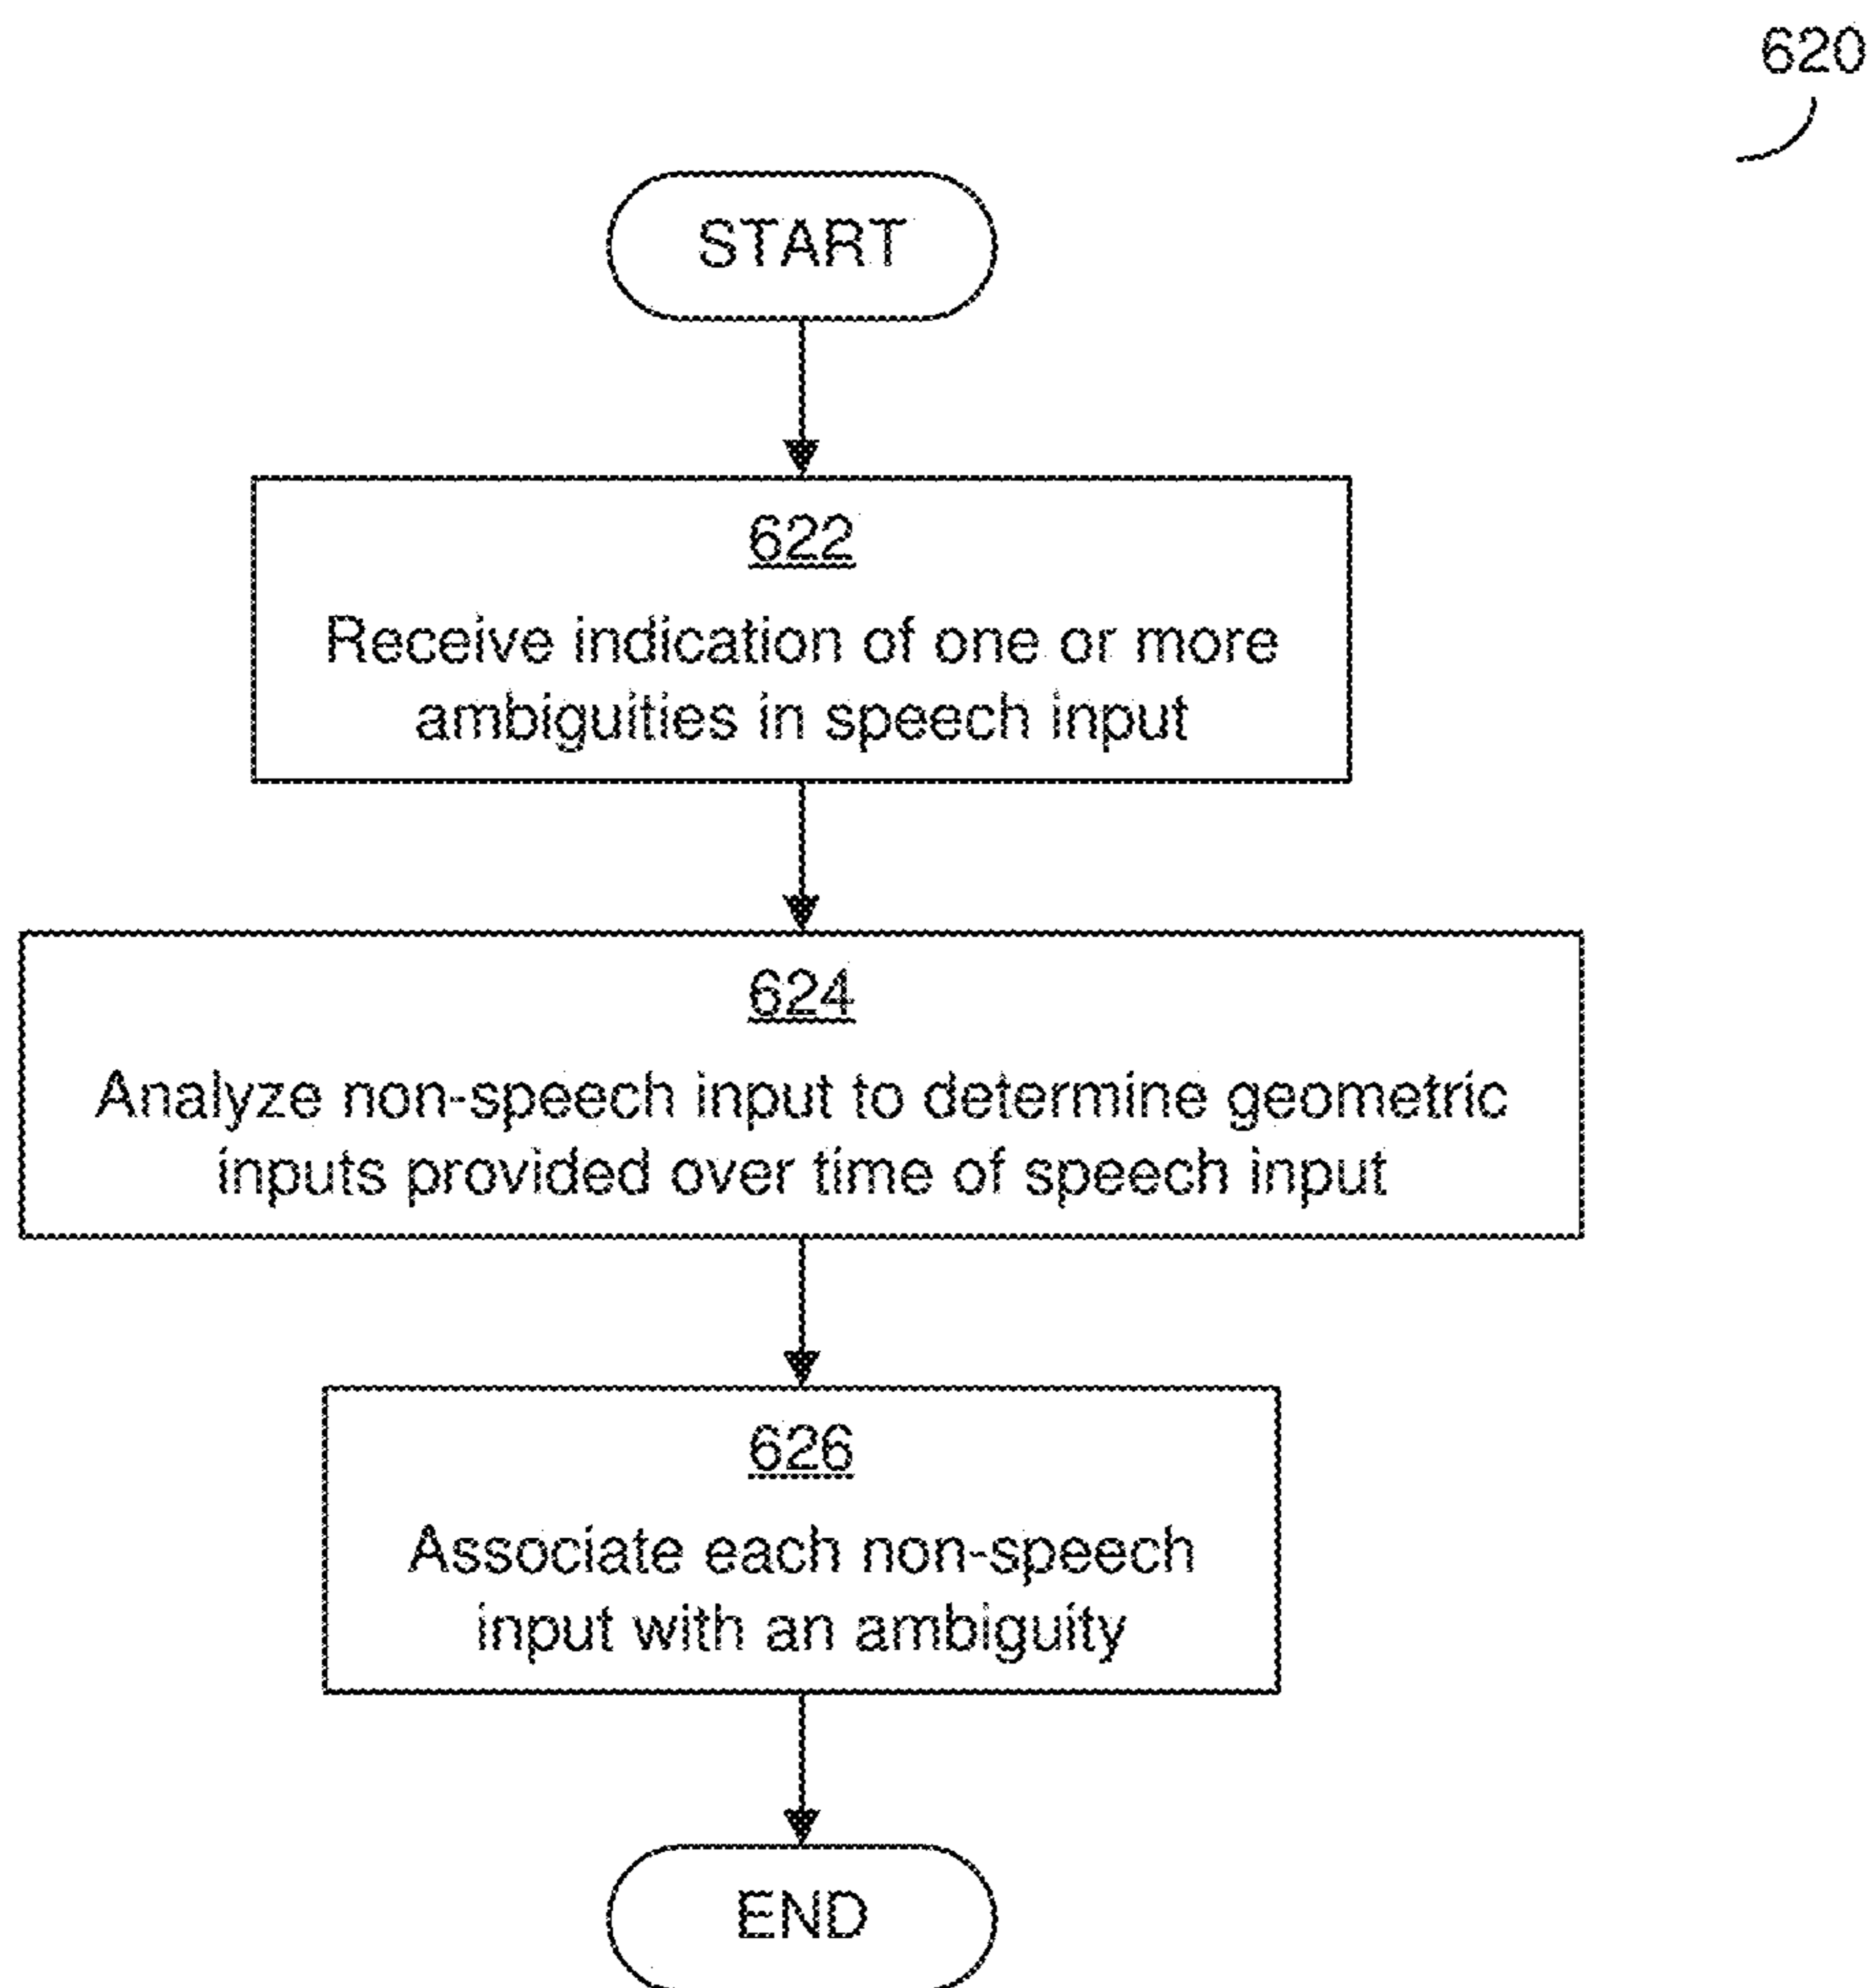 620
START
622
Receive indication of one or more
ambiguities in speech input
624
Analyze non-speech input to determine geometric
inputs provided over time of speech input
626
Associate each non-speech
input with an ambiguity
END